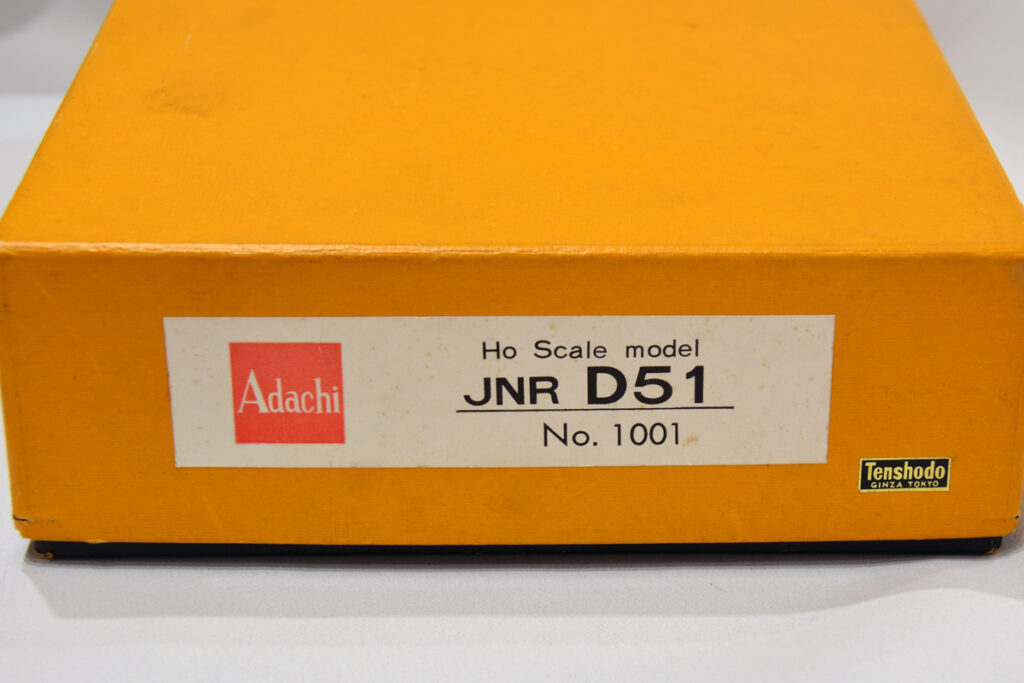 Adachi
Ho Scale model
JNR D51
No. 1001
Tenshodo
GINZA TOKYO